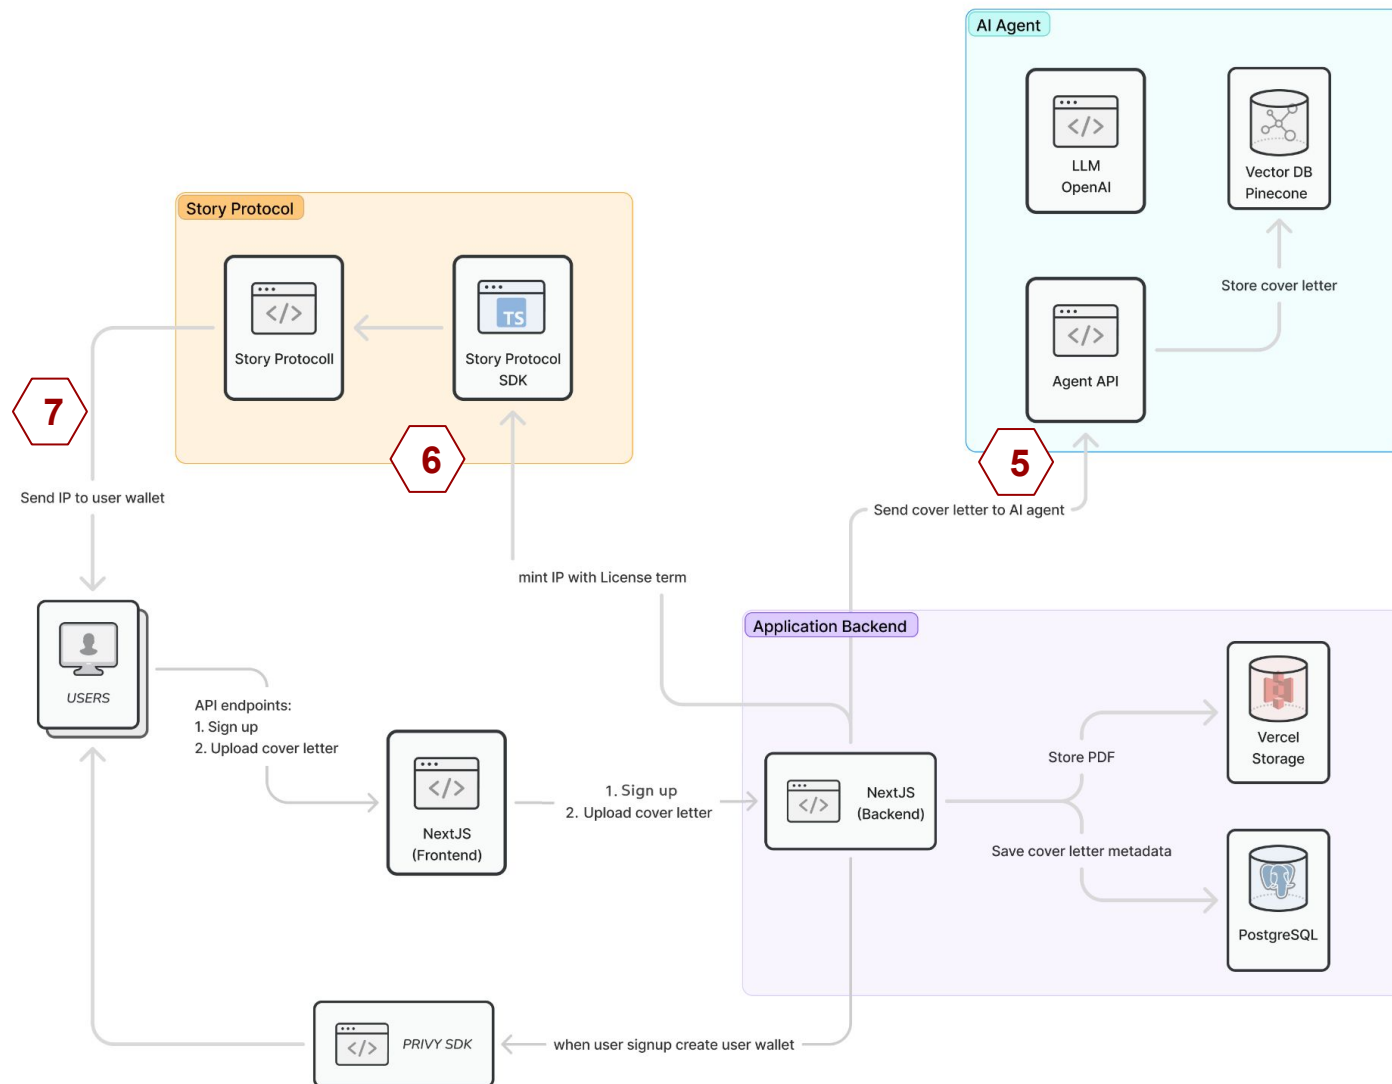 AI Agent
</>
LLM
OpenAI
Vector DB
Pinecone
Story Protocol
</>
Story Protocoll
TS
Story Protocol
SDK
Store cover letter
</>
Agent API
7
6
5
Send IP to user wallet
Send cover letter to AI agent
mint IP with License term
Application Backend
USERS
API endpoints:
1. Sign up
2. Upload cover letter
</>
NextJS
(Frontend)
1. Sign up
2. Upload cover letter
</>
NextJS
(Backend)
Store PDF
Vercel
Storage
Save cover letter metadata
PostgreSQL
</>
PRIVY SDK
when user signup create user wallet